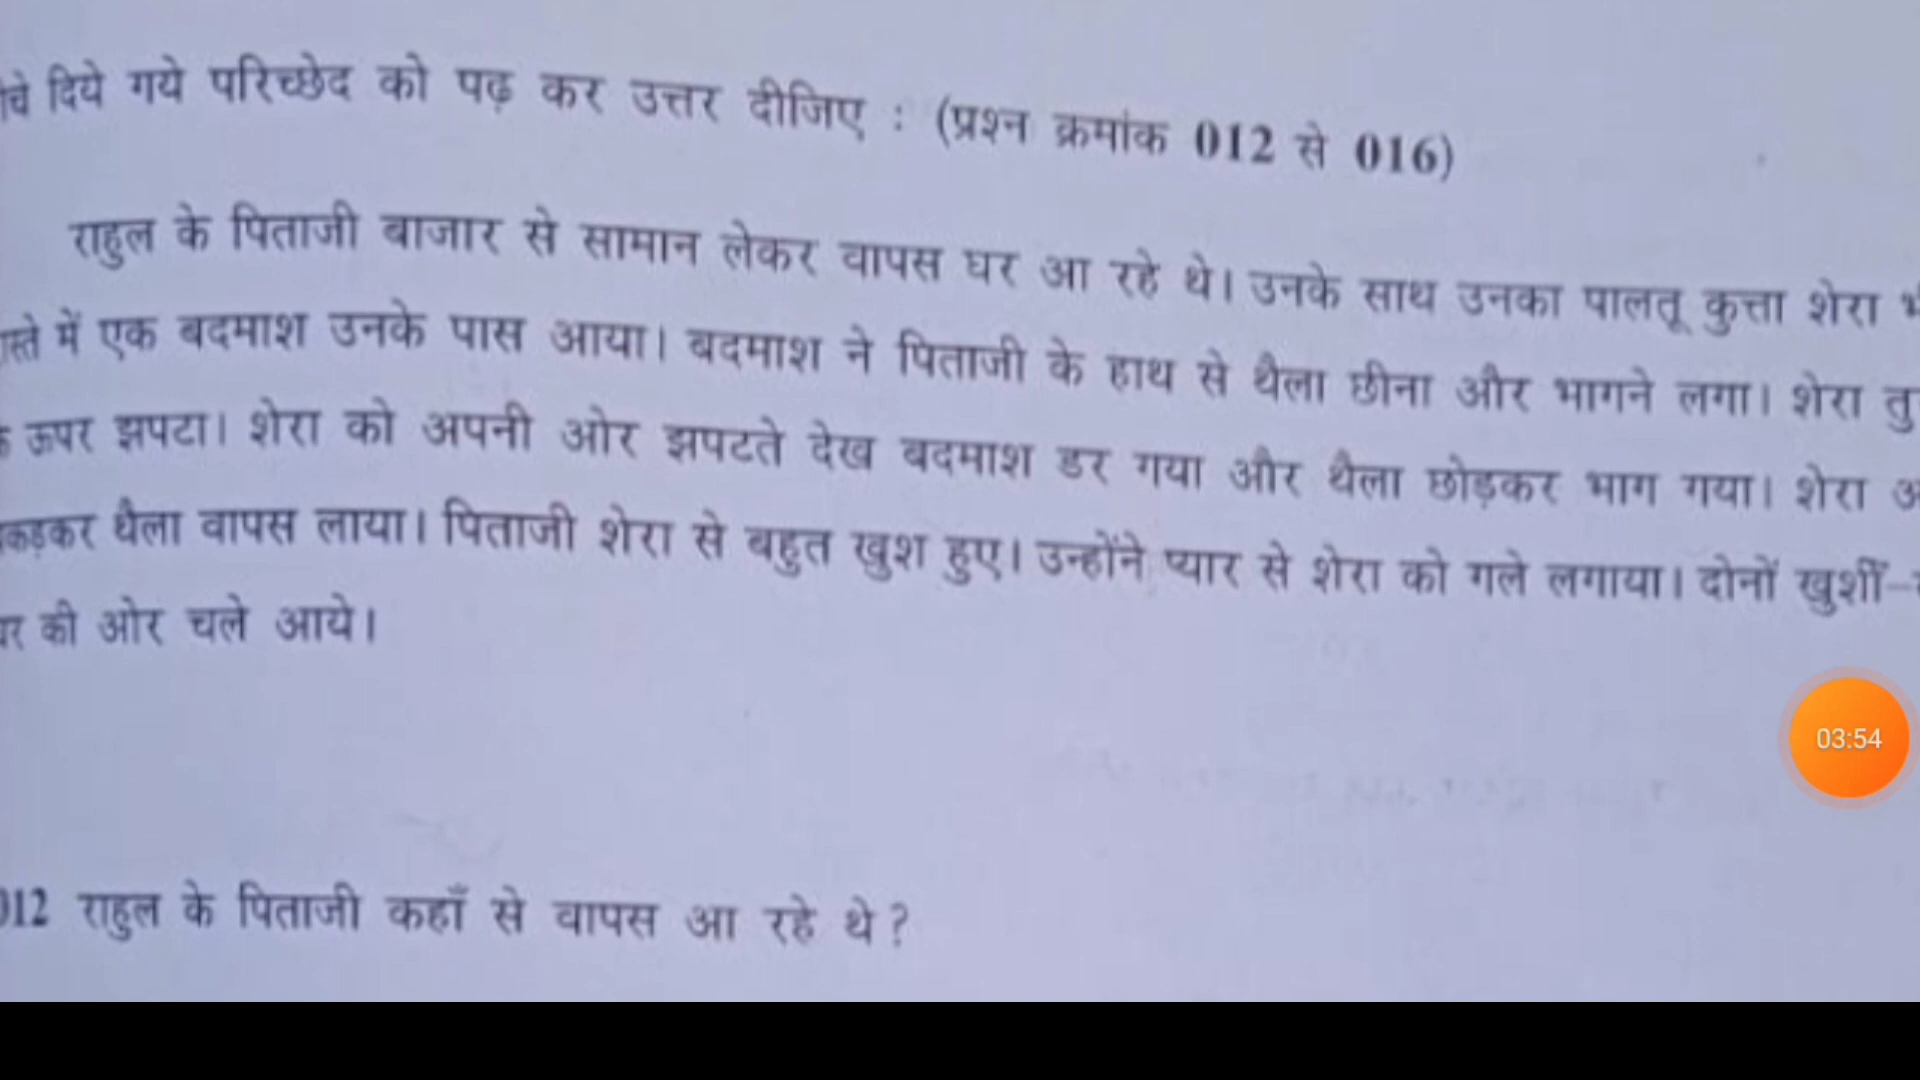 दिये गये परिच्छेद को पढ़ कर उत्तर दीजिए : (प्रश्न क्रमांक 012 से 016)
राहुल के पिताजी बाजार से सामान लेकर वापस घर आ रहे थे। उनके साथ उनका पालतू कुत्ता शेरा
में एक बदमाश उनके पास आया। बदमाश ने पिताजी के हाथ से थैला छीना और भागने लगा। शेरा
ऊपर झपटा। शेरा को अपनी ओर झपटते देख बदमाश डर गया और थैला छोड़कर भाग गया। शेरा
थैला वापस लाया। पिताजी शेरा से बहुत खुश हुए। उन्होंने प्यार से शेरा को गले लगाया। दोनों खुशीं-
की ओर चले आये।
03:54
012 राहुल के पिताजी कहाँ से वापस आ रहे थे?